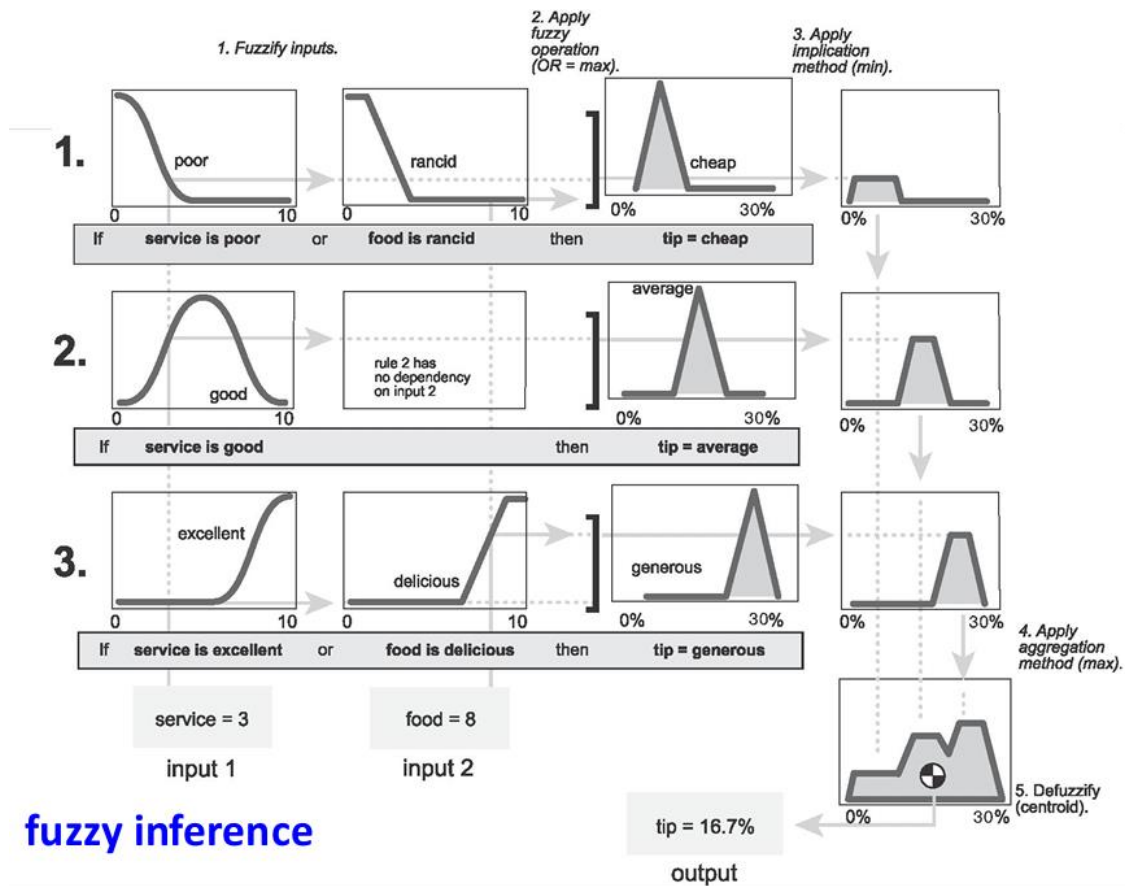 1. Fuzzify inputs.
2. Apply
fuzzy
operation
(OR = max).
3. Apply
implication
method (min).
1.
poor
0 10
rancid
0 10
cheap
0% 30%
0% 30%
If service is poor or food is rancid then tip = cheap
2.
good
0 10
rule 2 has
no dependency
on input 2
average
0% 30%
0% 30%
If service is good then tip = average
3.
excellent
0 10
delicious
0 10
generous
0% 30%
0% 30%
If service is excellent or food is delicious then tip = generous
4. Apply
aggregation
method (max).
service = 3
input 1
food = 8
input 2
0% 30%
5. Defuzzify
(centroid).
tip = 16.7%
output
fuzzy inference